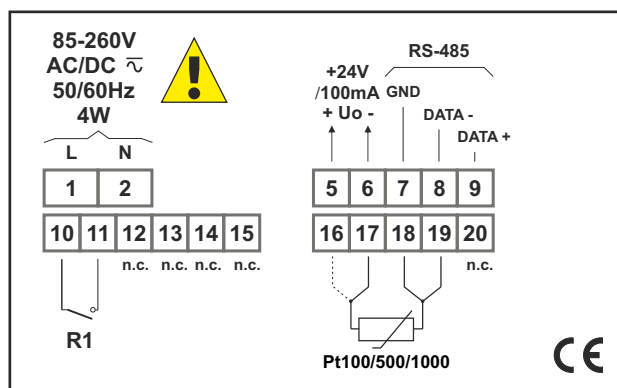 85-260V
AC/DC
50/60Hz
4W
L N
1 2
10 11 12 13 14 15
n.c. n.c. n.c. n.c.
R1
RS-485
+24V
/100mA
+ Uo -
GND
DATA -
DATA +
5 6 7 8 9
16 17 18 19 20
n.c.
Pt100/500/1000
CE